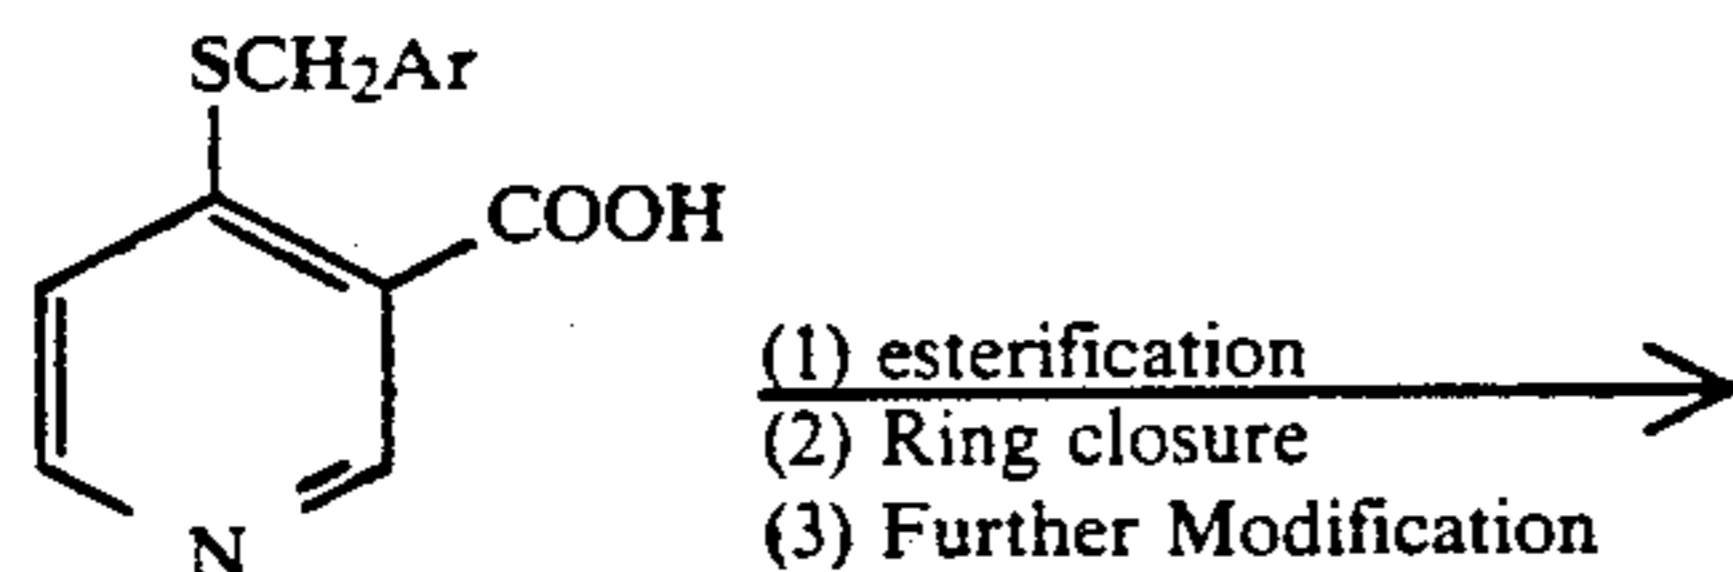 SCH₂Ar
COOH
(1) esterification
(2) Ring closure
(3) Further Modification
N